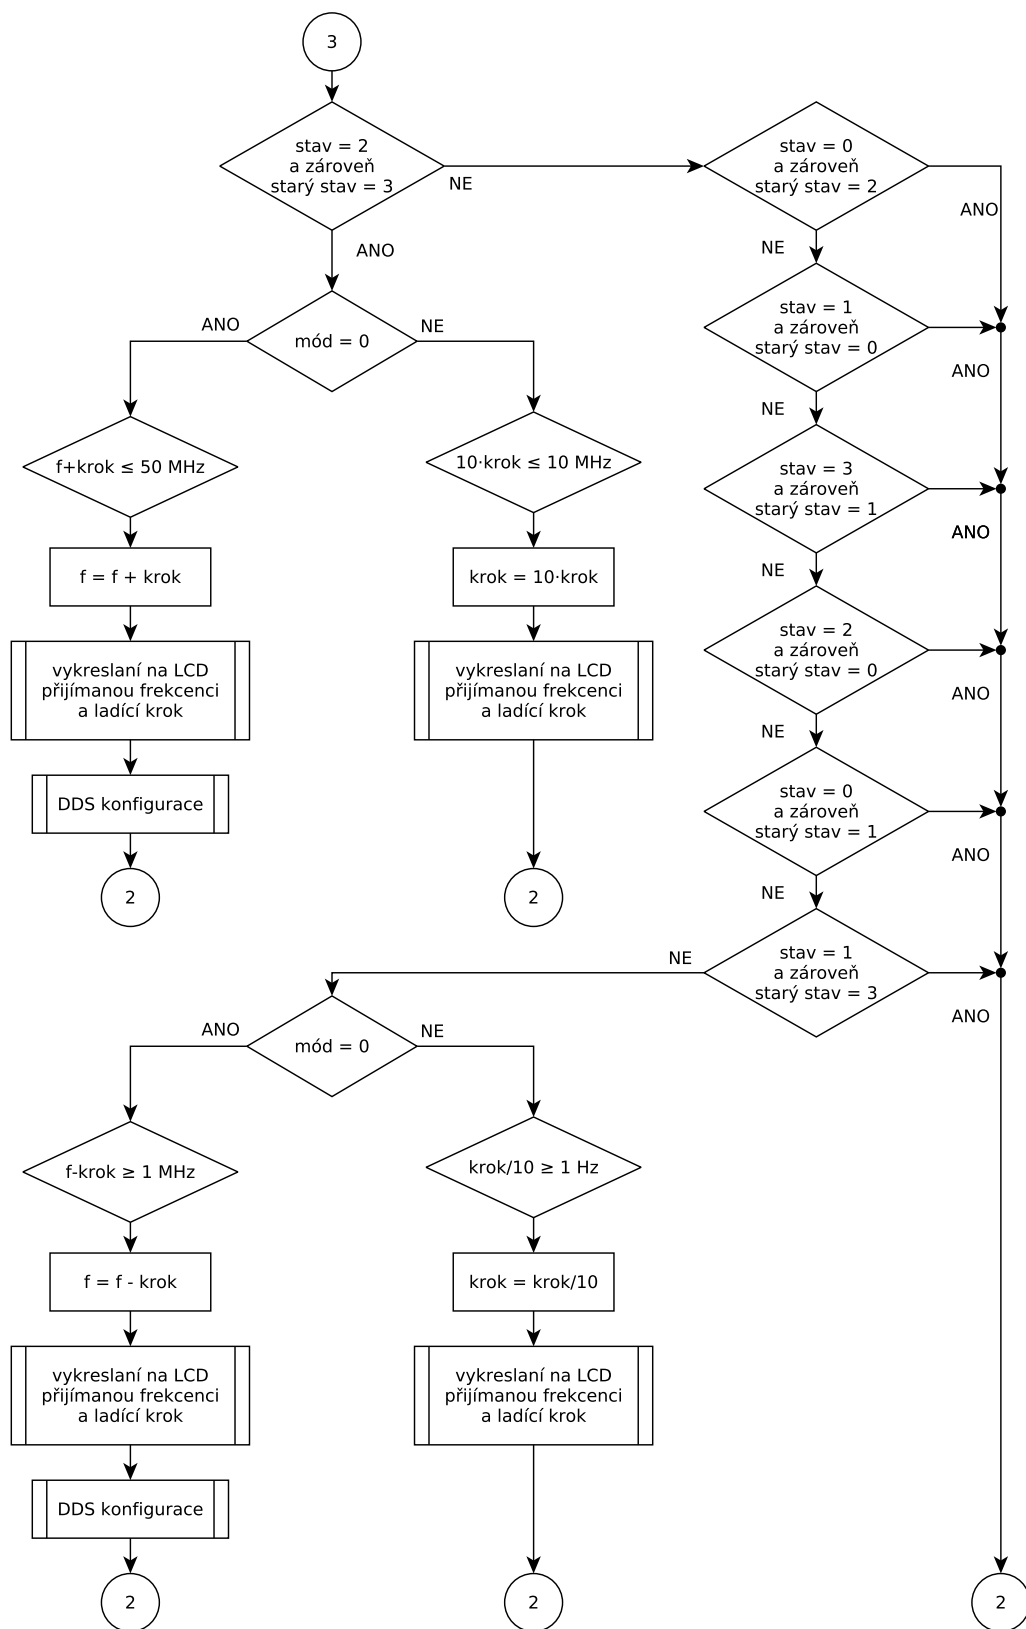 3
stav = 2
a zároveň
starý stav = 3
NE
ANO
stav = 0
a zároveň
starý stav = 2
ANO
NE
mód = 0
ANO
NE
stav = 1
a zároveň
starý stav = 0
ANO
NE
f+krok ≤ 50 MHz
10·krok ≤ 10 MHz
stav = 3
a zároveň
starý stav = 1
ANO
NE
f = f + krok
krok = 10·krok
vykreslaní na LCD
přijímanou frekcenci
a ladící krok
vykreslaní na LCD
přijímanou frekcenci
a ladící krok
stav = 2
a zároveň
starý stav = 0
ANO
NE
DDS konfigurace
stav = 0
a zároveň
starý stav = 1
ANO
NE
2
2
stav = 1
a zároveň
starý stav = 3
NE
ANO
mód = 0
ANO
NE
f-krok ≥ 1 MHz
krok/10 ≥ 1 Hz
f = f - krok
krok = krok/10
vykreslaní na LCD
přijímanou frekcenci
a ladící krok
vykreslaní na LCD
přijímanou frekcenci
a ladící krok
DDS konfigurace
2
2
2